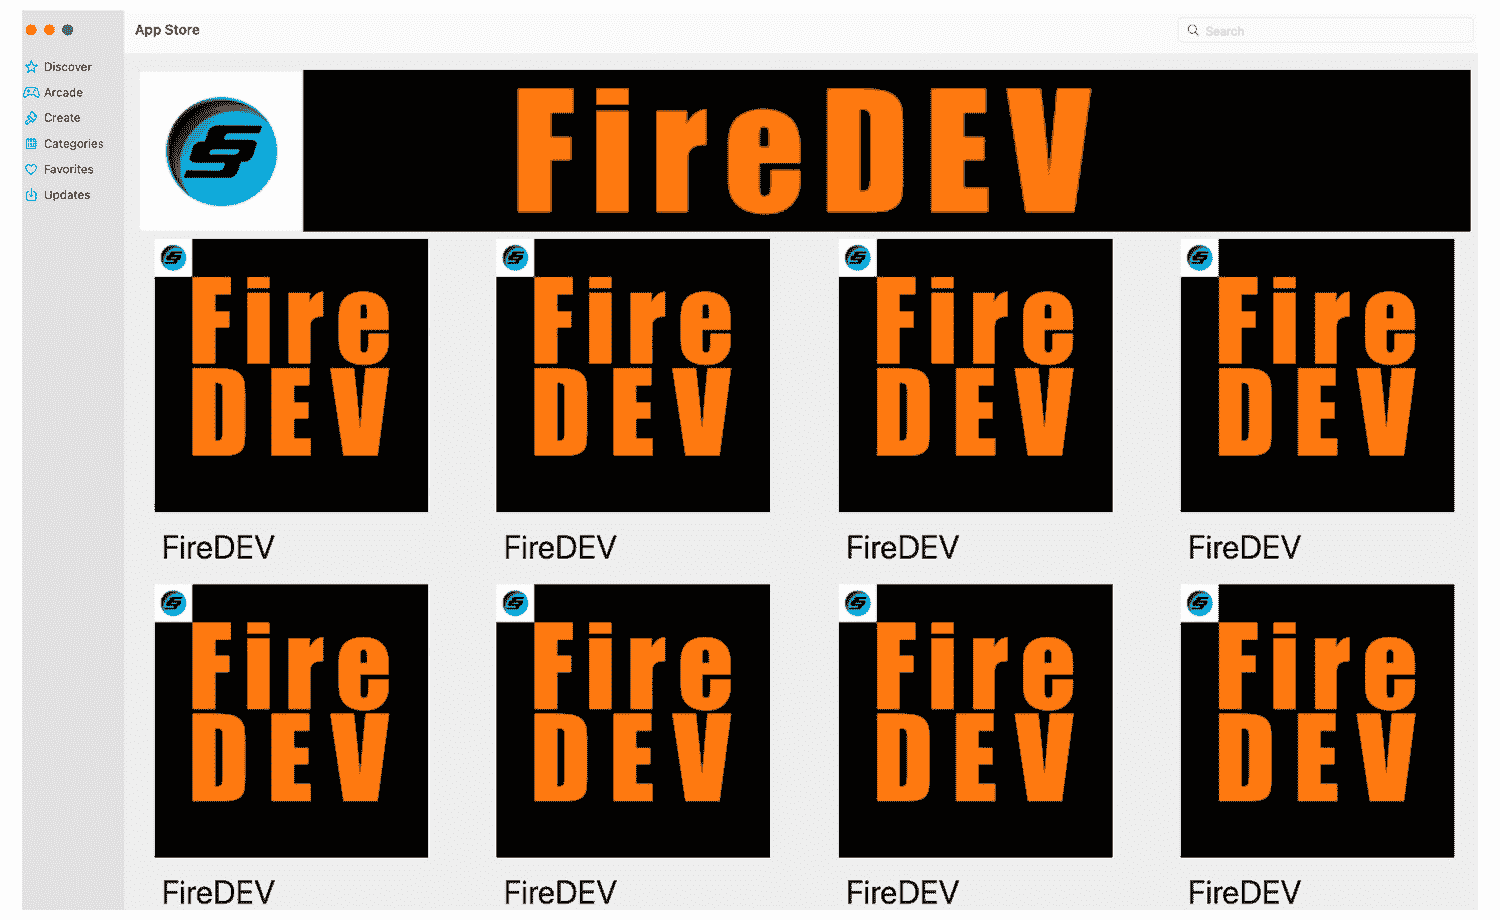 App Store
Search
Discover
Arcade
Create
Categories
Favorites
Updates
FireDEV
Fire
DEV
FireDEV
Fire
DEV
FireDEV
Fire
DEV
FireDEV
Fire
DEV
FireDEV
Fire
DEV
FireDEV
Fire
DEV
FireDEV
Fire
DEV
FireDEV
Fire
DEV
FireDEV